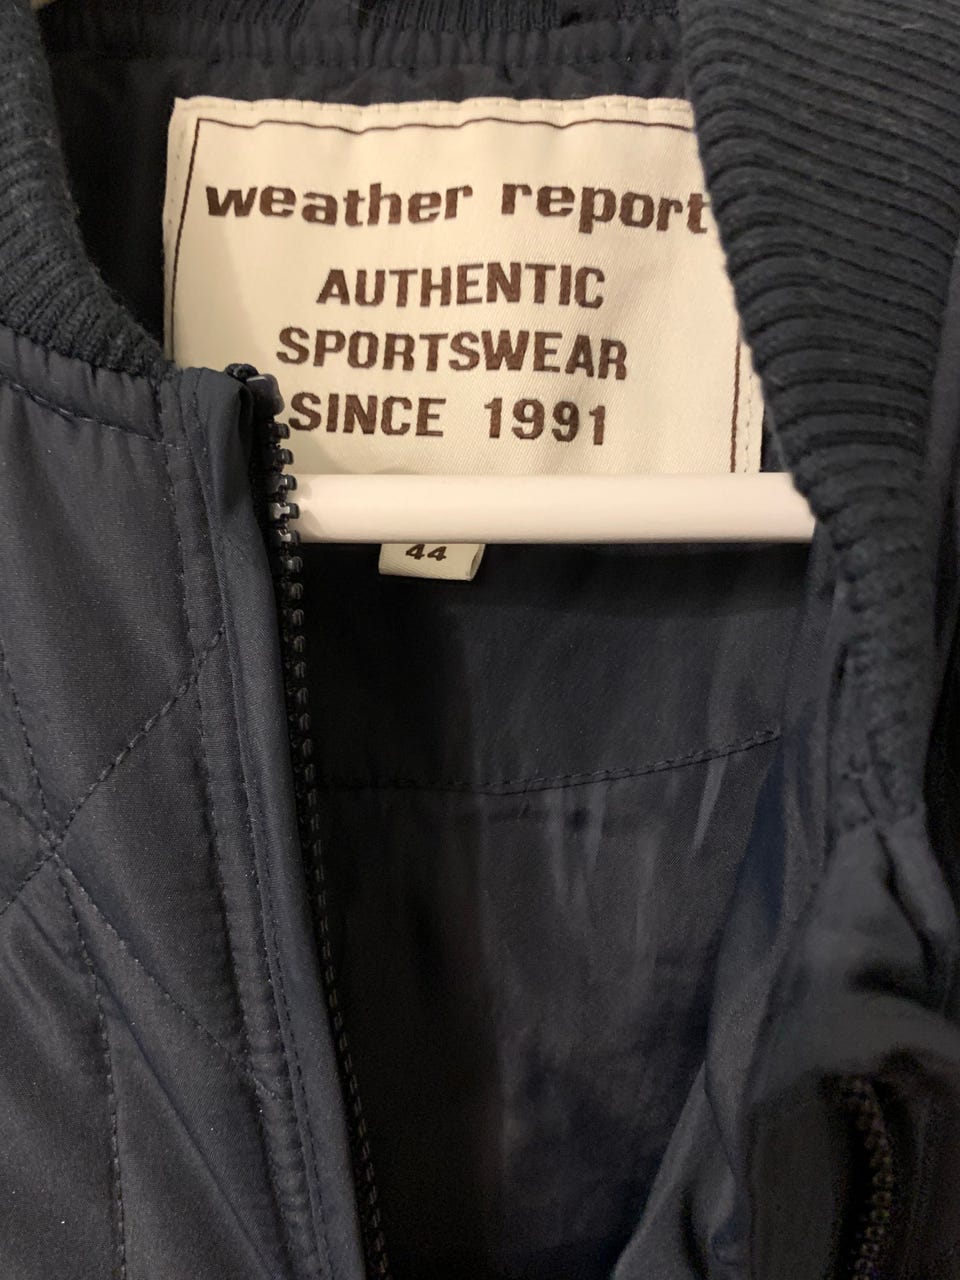 weather report
AUTHENTIC
SPORTSWEAR
SINCE 1991
44